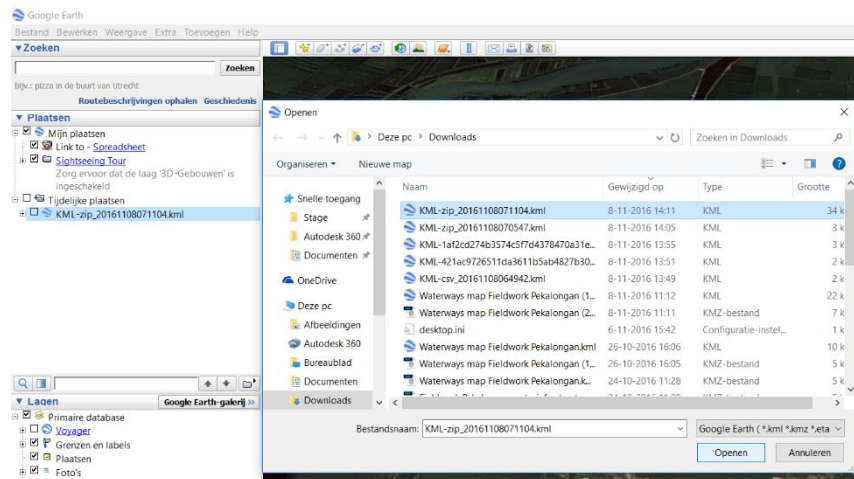 Google Earth
Bestand Bewerken Weergave Extra Toevoegen Help
▼ Zoeken
Zoeken
bijv.: pizza in de buurt van Utrecht
Routebeschrijvingen ophalen Geschiedenis
▼ Plaatsen
Mijn plaatsen
Link to - Spreadsheet
Sightseeing Tour
Zorg ervoor dat de laag '3D-Gebouwen' is
ingeschakeld
Tijdelijke plaatsen
KML-zip_20161108071104.kml
▼ Lagen Google Earth-galerij >>
Primaire database
Voyager
Grenzen en labels
Plaatsen
Foto's
Openen
Deze pc > Downloads
Zoeken in Downloads
Organiseren Nieuwe map
Snelle toegang
Stage
Autodesk 360
Documenten
OneDrive
Deze pc
Afbeeldingen
Autodesk 360
Bureaublad
Documenten
Downloads
Naam Gewijzigd op Type Grootte
KML-zip_20161108071104.kml 8-11-2016 14:11 KML 34 k
KML-zip_20161108070547.kml 8-11-2016 14:05 KML 3 k
KML-1af2cd274b3574c5f7d4378470a31e... 8-11-2016 13:55 KML 3 k
KML-421ac9726511da3611b5ab4827b30... 8-11-2016 13:51 KML 2 k
KML-csv_20161108064942.kml 8-11-2016 13:49 KML 2 k
Waterways map Fieldwork Pekalongan (1... 8-11-2016 11:12 KML 22 k
Waterways map Fieldwork Pekalongan (2... 8-11-2016 11:11 KMZ-bestand 7 k
desktop.ini 6-11-2016 15:42 Configuratie-instel... 1 k
Waterways map Fieldwork Pekalongan.kml 26-10-2016 16:06 KML 10 k
Waterways map Fieldwork Pekalongan (1... 26-10-2016 16:05 KMZ-bestand 5 k
Waterways map Fieldwork Pekalongan.k... 24-10-2016 11:28 KMZ-bestand 5 k
Bestandsnaam: KML-zip_20161108071104.kml Google Earth (*.kml *.kmz *.eta
Openen Annuleren